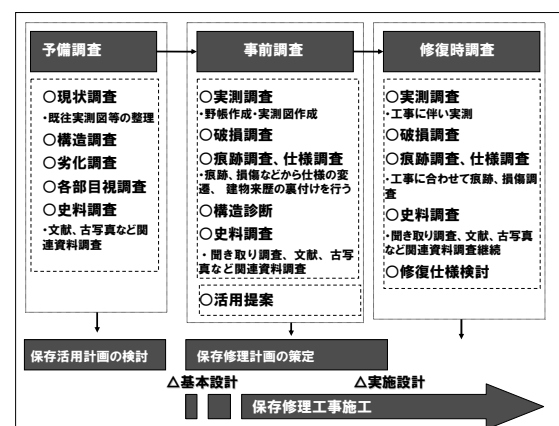 予備調査
○現状調査
・既往実測図等の整理
○構造調査
○劣化調査
○各部目視調査
○史料調査
・文献、古写真など関
連資料調査
事前調査
○実測調査
・野帳作成・実測図作成
○破損調査
○痕跡調査、仕様調査
・痕跡、損傷などから仕様の変
遷、 建物来歴の裏付けを行う
○構造診断
○史料調査
・聞き取り調査、文献、古写
真など関連資料調査
○活用提案
修復時調査
○実測調査
・工事に伴い実測
○破損調査
○痕跡調査、仕様調査
・工事に合わせて痕跡、損傷調
査
○史料調査
・聞き取り調査、文献、古写真
など関連資料調査継続
○修復仕様検討
保存活用計画の検討
保存修理計画の策定
△基本設計
△実施設計
保存修理工事施工